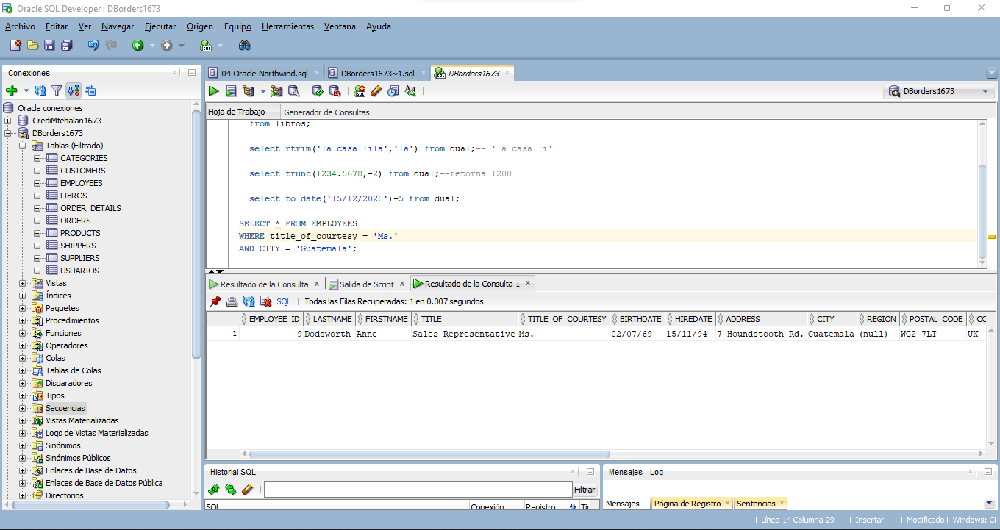 Oracle SQL Developer : DBorders1673
Archivo Editar Ver Navegar Ejecutar Origen Equipo Herramientas Ventana Ayuda
Conexiones
Oracle conexiones
CrediMtebalan1673
DBorders1673
Tablas (Filtrado)
CATEGORIES
CUSTOMERS
EMPLOYEES
LIBROS
ORDER_DETAILS
ORDERS
PRODUCTS
SHIPPERS
SUPPLIERS
USUARIOS
Vistas
Índices
Paquetes
Procedimientos
Funciones
Operadores
Colas
Tablas de Colas
Disparadores
Tipos
Secuencias
Vistas Materializadas
Logs de Vistas Materializadas
Sinónimos
Sinónimos Públicos
Enlaces de Base de Datos
Enlaces de Base de Datos Pública
Directorios
04-Oracle-Northwind.sql DBorders1673~1.sql DBorders1673
DBorders1673
Hoja de Trabajo Generador de Consultas
from libros;
select rtrim('la casa lila','la') from dual;-- 'la casa li'
select trunc(1234.5678,-2) from dual;--retorna 1200
select to_date('15/12/2020')-5 from dual;
SELECT * FROM EMPLOYEES
WHERE title_of_courtesy = 'Ms.'
AND CITY = 'Guatemala';
Resultado de la Consulta Salida de Script Resultado de la Consulta 1
SQL | Todas las Filas Recuperadas: 1 en 0.007 segundos
EMPLOYEE_ID LASTNAME FIRSTNAME TITLE TITLE_OF_COURTESY BIRTHDATE HIREDATE ADDRESS CITY REGION POSTAL_CODE CO
1 9 Dodsworth Anne Sales Representative Ms. 02/07/69 15/11/94 7 Houndstooth Rd. Guatemala (null) WG2 7LT UK
Historial SQL
Filtrar
SQL Conexión Registro ... Tir
Mensajes - Log
Mensajes Página de Registro Sentencias
Línea 14 Columna 29 | Insertar | Modificado | Windows: CR